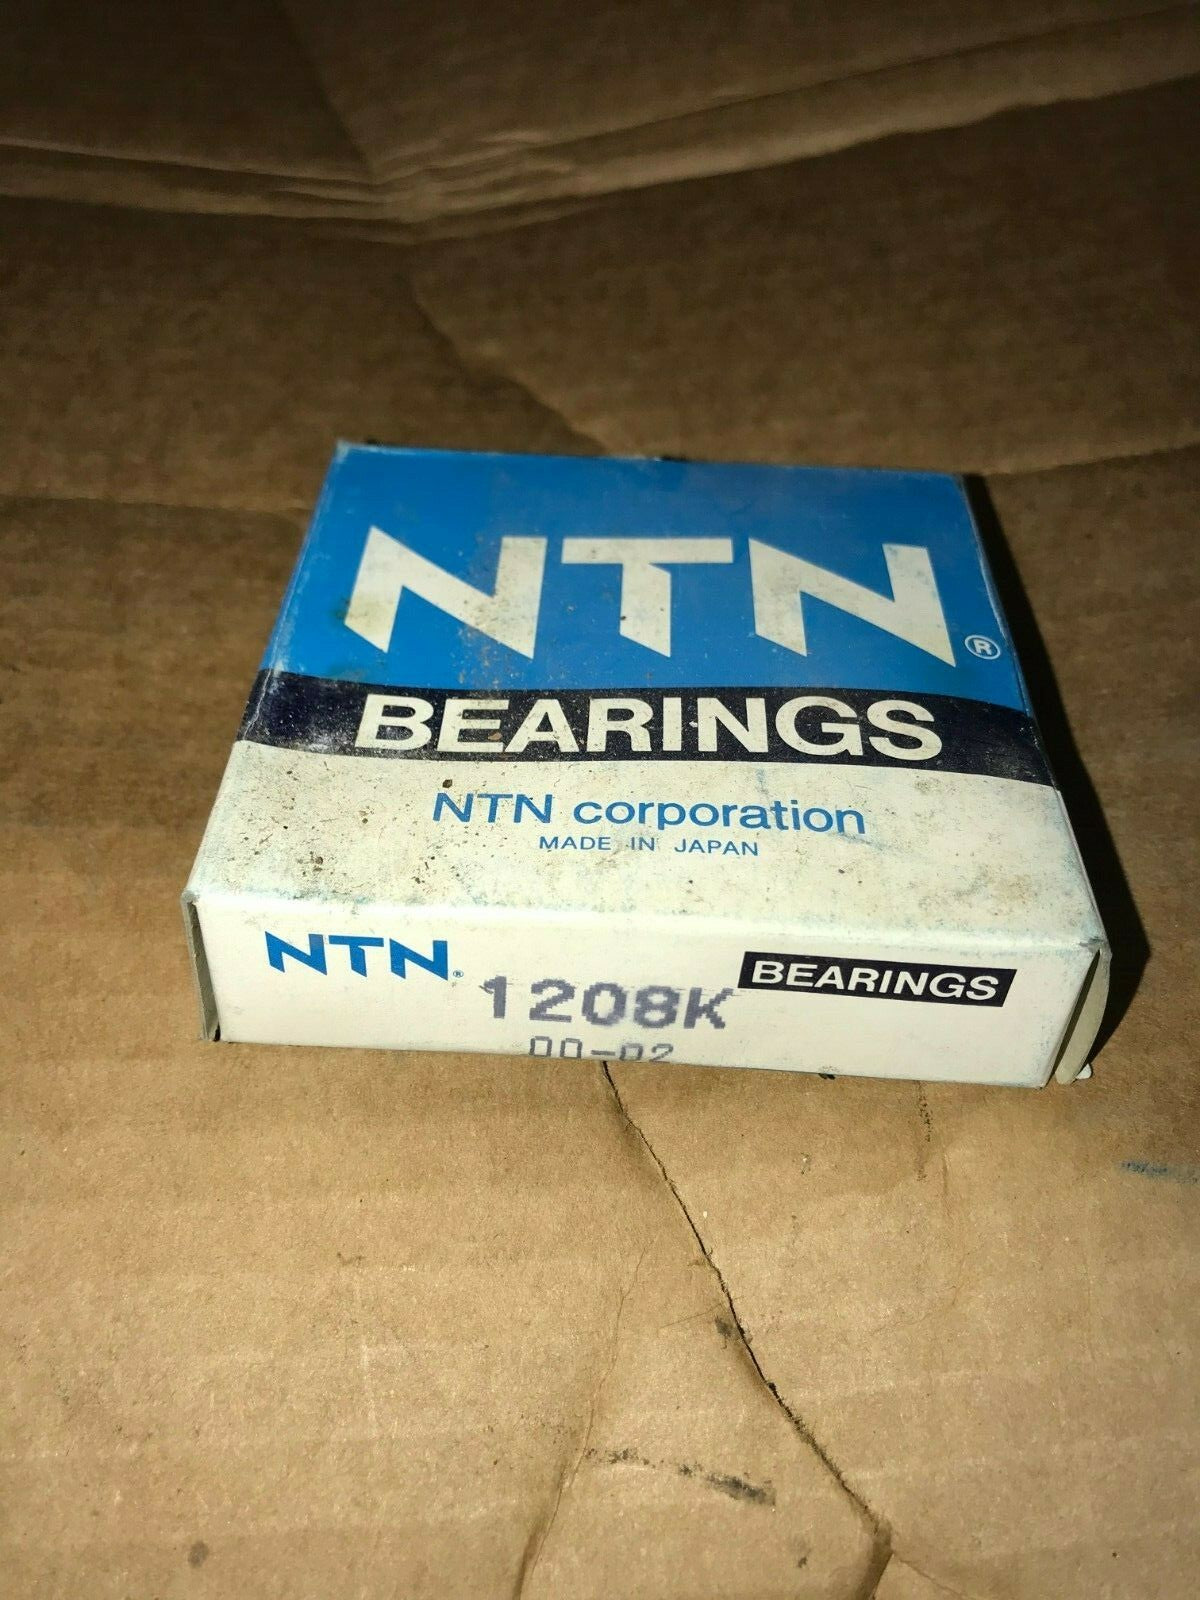 NTN®
BEARINGS
NTN corporation
MADE IN JAPAN
NTN® BEARINGS
1208K
00-02